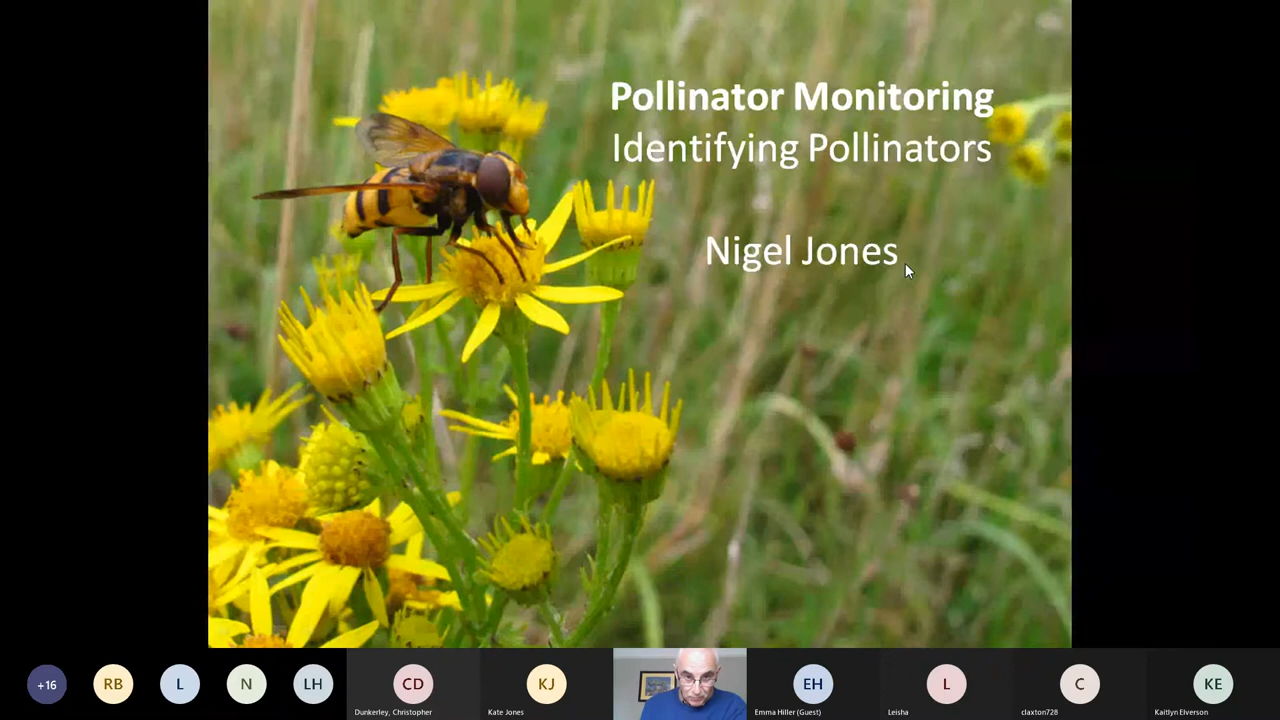 Pollinator Monitoring
Identifying Pollinators
Nigel Jones
+16
RB
L
N
LH
CD
KJ
EH
L
C
KE
Dunkerley, Christopher
Kate Jones
Emma Hiller (Guest)
Leisha
claxton728
Kaitlyn Elverson